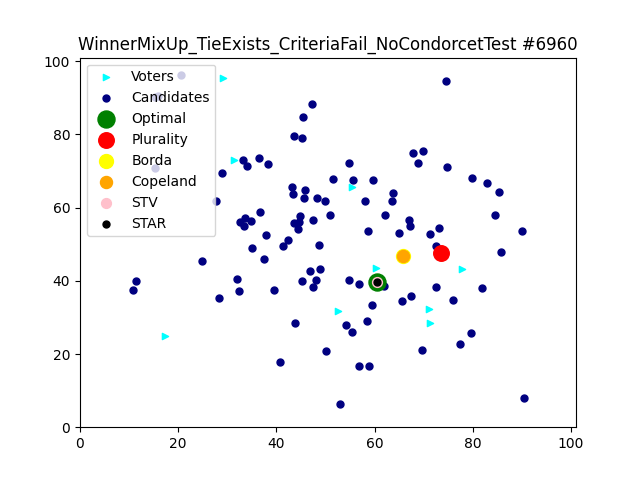 WinnerMixUp_TieExists_CriteriaFail_NoCondorcetTest #6960
100
80
60
40
20
0
Voters
Candidates
Optimal
Plurality
Borda
Copeland
STV
STAR
0 20 40 60 80 100